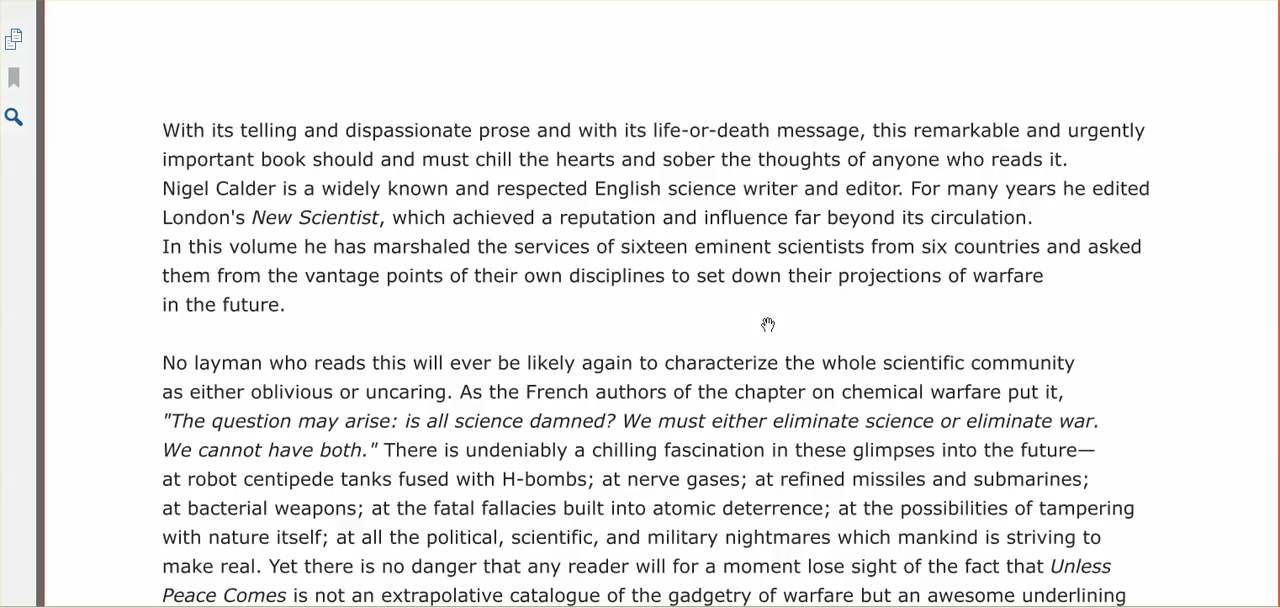 With its telling and dispassionate prose and with its life-or-death message, this remarkable and urgently
important book should and must chill the hearts and sober the thoughts of anyone who reads it.
Nigel Calder is a widely known and respected English science writer and editor. For many years he edited
London's New Scientist, which achieved a reputation and influence far beyond its circulation.
In this volume he has marshaled the services of sixteen eminent scientists from six countries and asked
them from the vantage points of their own disciplines to set down their projections of warfare
in the future.
No layman who reads this will ever be likely again to characterize the whole scientific community
as either oblivious or uncaring. As the French authors of the chapter on chemical warfare put it,
"The question may arise: is all science damned? We must either eliminate science or eliminate war.
We cannot have both." There is undeniably a chilling fascination in these glimpses into the future—
at robot centipede tanks fused with H-bombs; at nerve gases; at refined missiles and submarines;
at bacterial weapons; at the fatal fallacies built into atomic deterrence; at the possibilities of tampering
with nature itself; at all the political, scientific, and military nightmares which mankind is striving to
make real. Yet there is no danger that any reader will for a moment lose sight of the fact that Unless
Peace Comes is not an extrapolative catalogue of the gadgetry of warfare but an awesome underlining